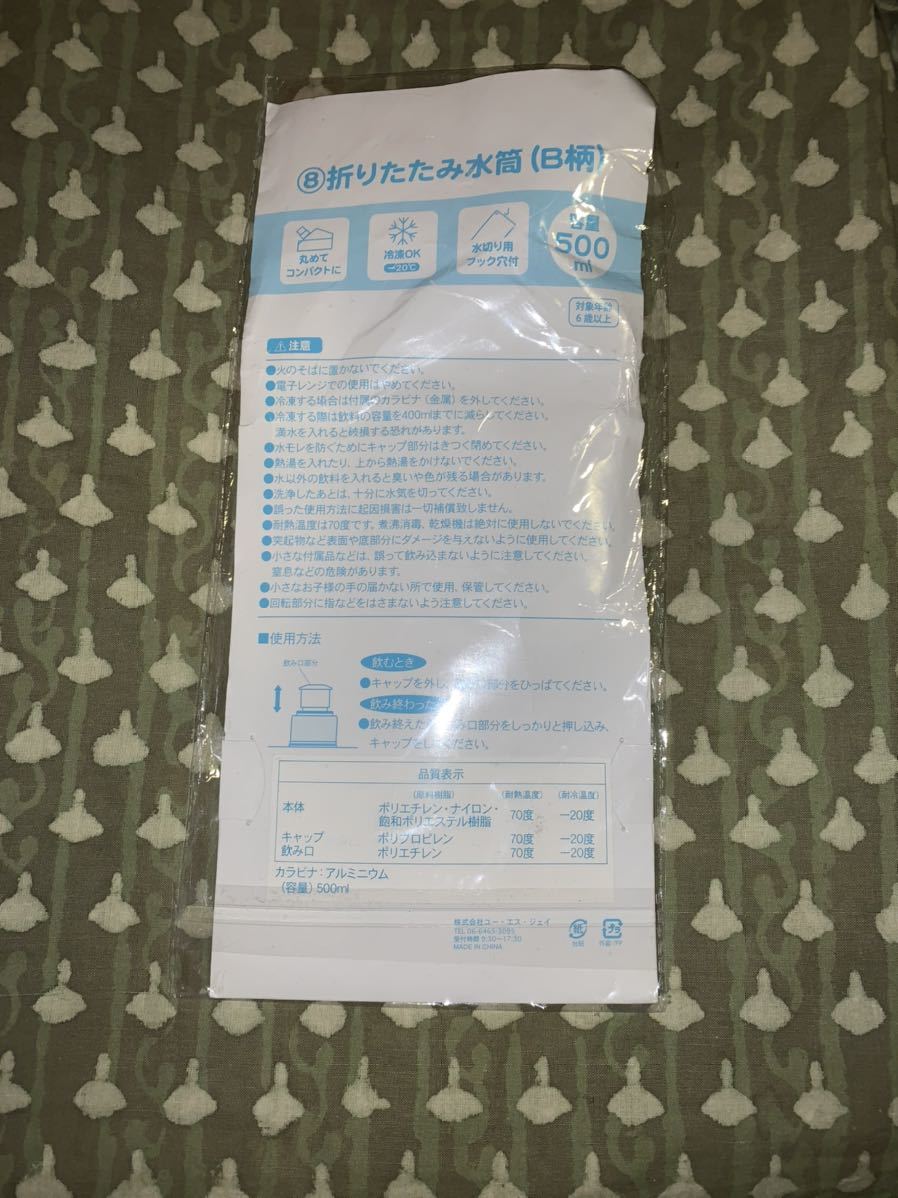 ⑧折りたたみ水筒(B柄)
丸めて
コンパクトに
冷凍OK
−20℃
水切り用
フック穴付
容量
500
ml
対象年齢
6歳以上
注意
●火のそばに置かないでください。
●電子レンジでの使用はやめてください。
●冷凍する場合は付属のカラビナ(金属)を外してください。
●冷凍する際は飲料の容量を400mlまでに減らしてください。
満水を入れると破損する恐れがあります。
●水モレを防ぐためにキャップ部分はきつく閉めてください。
●熱湯を入れたり、上から熱湯をかけないでください。
●水以外の飲料を入れると臭いや色が残る場合があります。
●洗浄したあとは、十分に水気を切ってください。
●誤った使用方法に起因損害は一切補償致しません。
●耐熱温度は70度です。煮沸消毒、乾燥機は絶対に使用しないでください。
●突起物など表面や底部分にダメージを与えないように使用してください。
●小さな付属品などは、誤って飲み込まないように注意してください。
窒息などの危険があります。
●小さなお子様の手の届かない所で使用、保管してください。
●回転部分に指などをはさまないよう注意してください。
■使用方法
飲み口部分
飲むとき
●キャップを外し、口部分をひっぱてください。
飲み終わった
●飲み終えた み口部分をしっかりと押し込み、
キャップをしてください。
品質表示
(原料樹脂) (耐熱温度) (耐冷温度)
本体 ポリエチレン・ナイロン・飽和ポリエステル樹脂 70度 −20度
キャップ ポリプロピレン 70度 −20度
飲み口 ポリエチレン 70度 −20度
カラビナ:アルミニウム
(容量)500ml
株式会社ユー・エス・ジェイ
TEL 06-6465-3095
受付時間 9:30〜17:30
MADE IN CHINA
紙
台紙
プラ
外装:PP